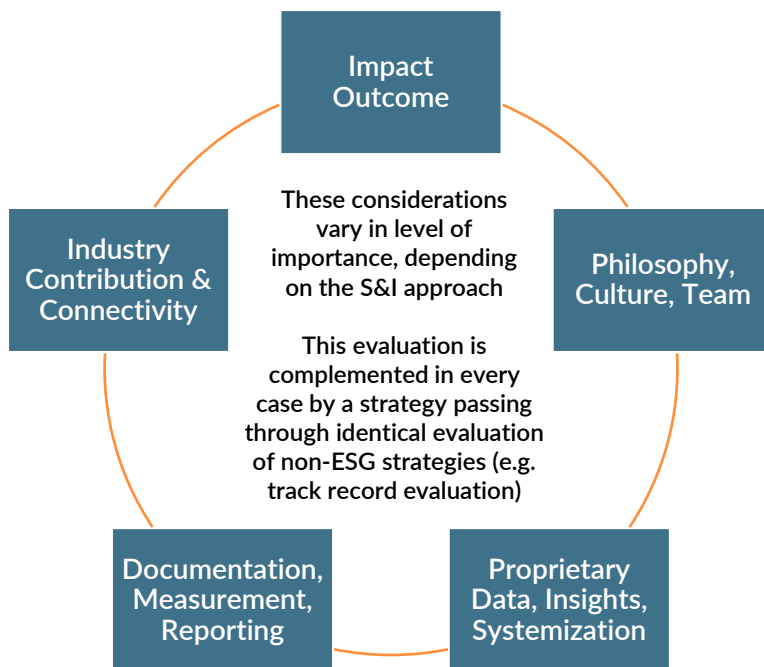 Impact
Outcome
These considerations
vary in level of
importance, depending
on the S&I approach
Industry
Contribution &
Connectivity
Philosophy,
Culture, Team
This evaluation is
complemented in every
case by a strategy passing
through identical evaluation
of non-ESG strategies (e.g.
track record evaluation)
Documentation,
Measurement,
Reporting
Proprietary
Data, Insights,
Systemization